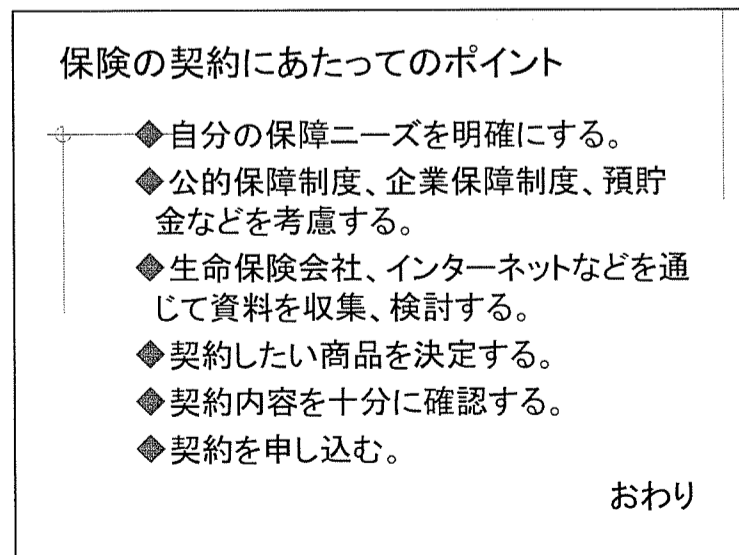 保険の契約にあたってのポイント
◆自分の保障ニーズを明確にする。
◆公的保障制度、企業保障制度、預貯
金などを考慮する。
◆生命保険会社、インターネットなどを通
じて資料を収集、検討する。
◆契約したい商品を決定する。
◆契約内容を十分に確認する。
◆契約を申し込む。
おわり